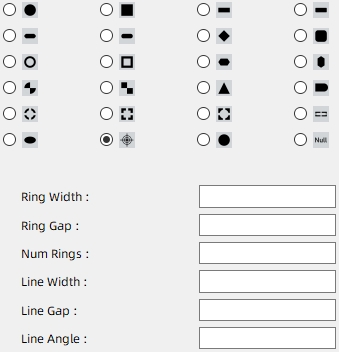 Null
Ring Width :
Ring Gap :
Num Rings :
Line Width :
Line Gap :
Line Angle :